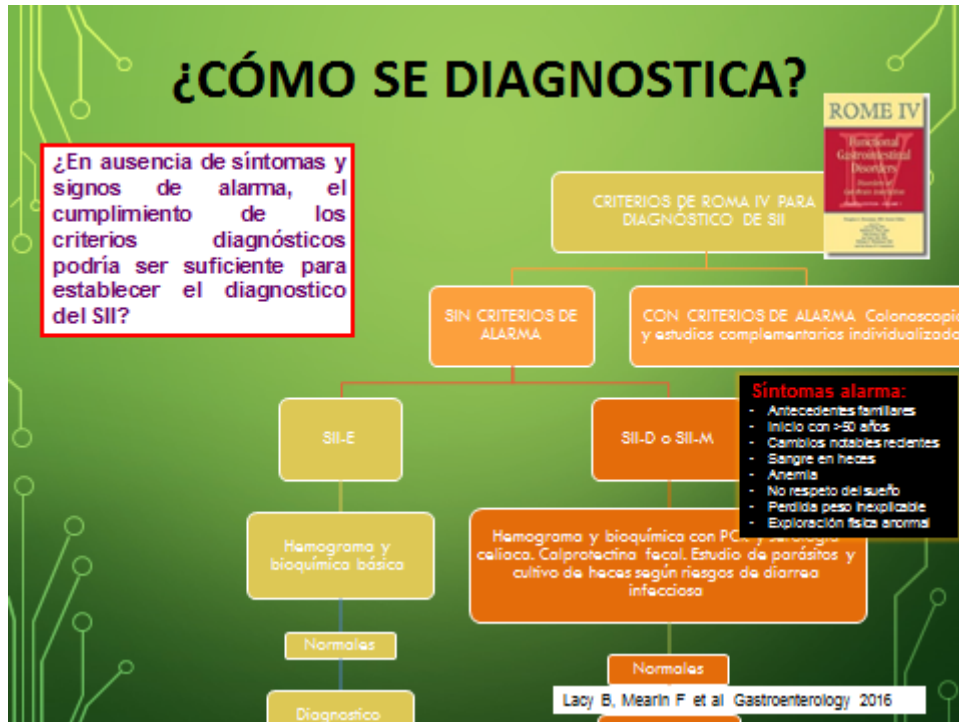 ¿CÓMO SE DIAGNOSTICA?
ROME IV
Functional
Gastrointestinal
Disorders
¿En ausencia de síntomas y
signos de alarma, el
cumplimiento de los
criterios diagnósticos
podría ser suficiente para
establecer el diagnostico
del SII?
CRITERIOS DE ROMA IV PARA
DIAGNÓSTICO DE SII
SIN CRITERIOS DE
ALARMA
CON CRITERIOS DE ALARMA Colonoscopia
y estudios complementarios individualizado
Síntomas alarma:
- Antecedentes familiares
- Inicio con >50 años
- Cambios notables recientes
- Sangre en heces
- Anemia
- No respeto del sueño
- Perdida peso inexplicable
- Exploración física anormal
SII-E
SII-D o SII-M
Hemograma y
bioquímica básica
Hemograma y bioquímica con PCR y serología
celiaca. Calprotectina fecal. Estudio de parásitos y
cultivo de heces según riesgos de diarrea
infecciosa
Normales
Normales
Diagnostico
Lacy B, Mearin F et al Gastroenterology 2016